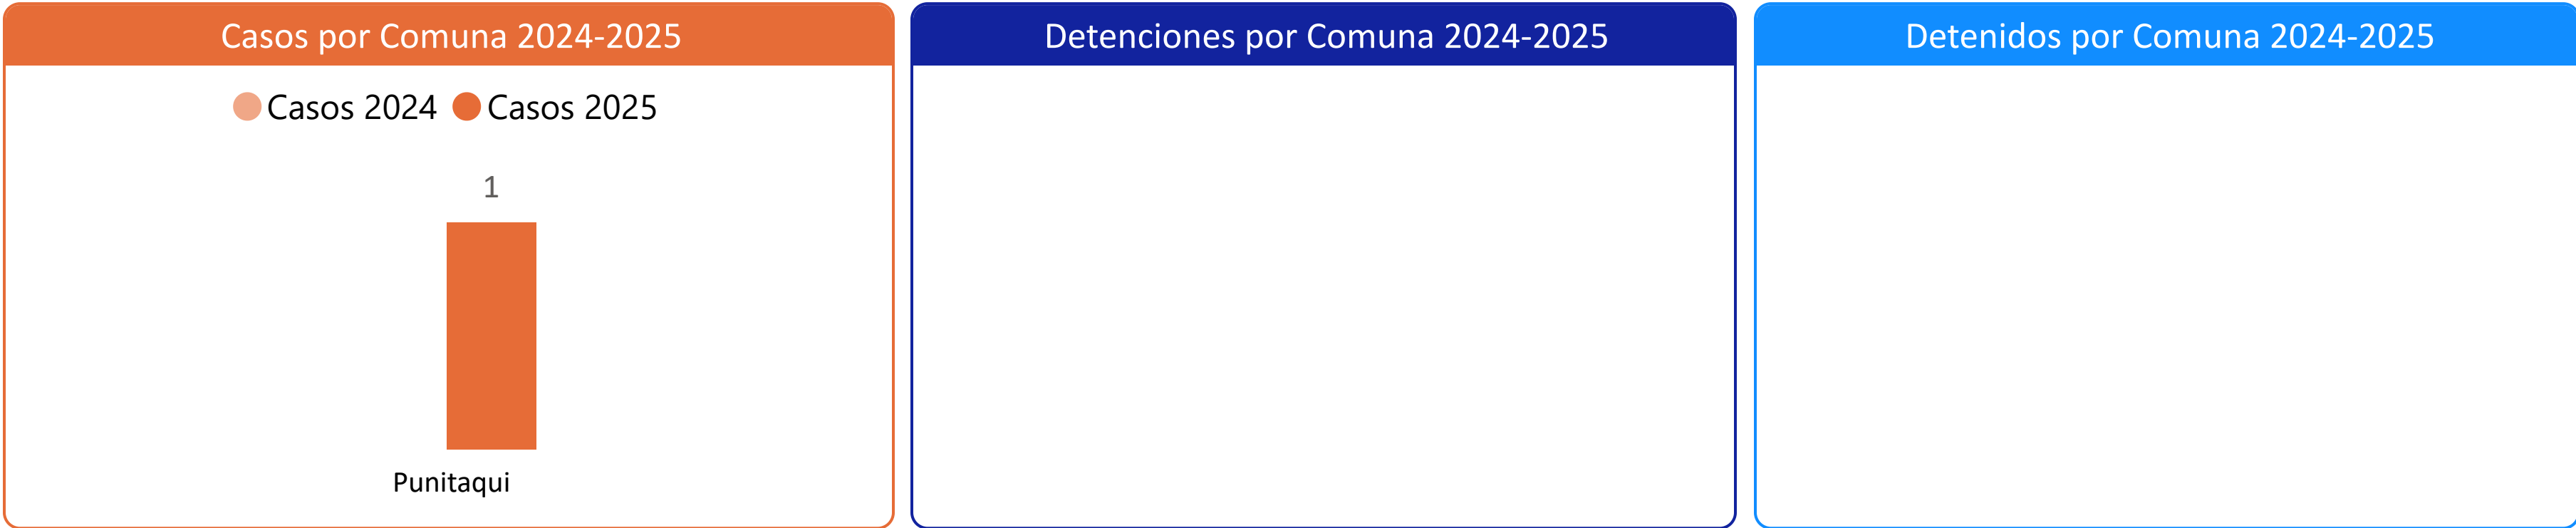 Casos por Comuna 2024-2025
Casos 2024 Casos 2025
1
Punitaqui
Detenciones por Comuna 2024-2025
Detenidos por Comuna 2024-2025